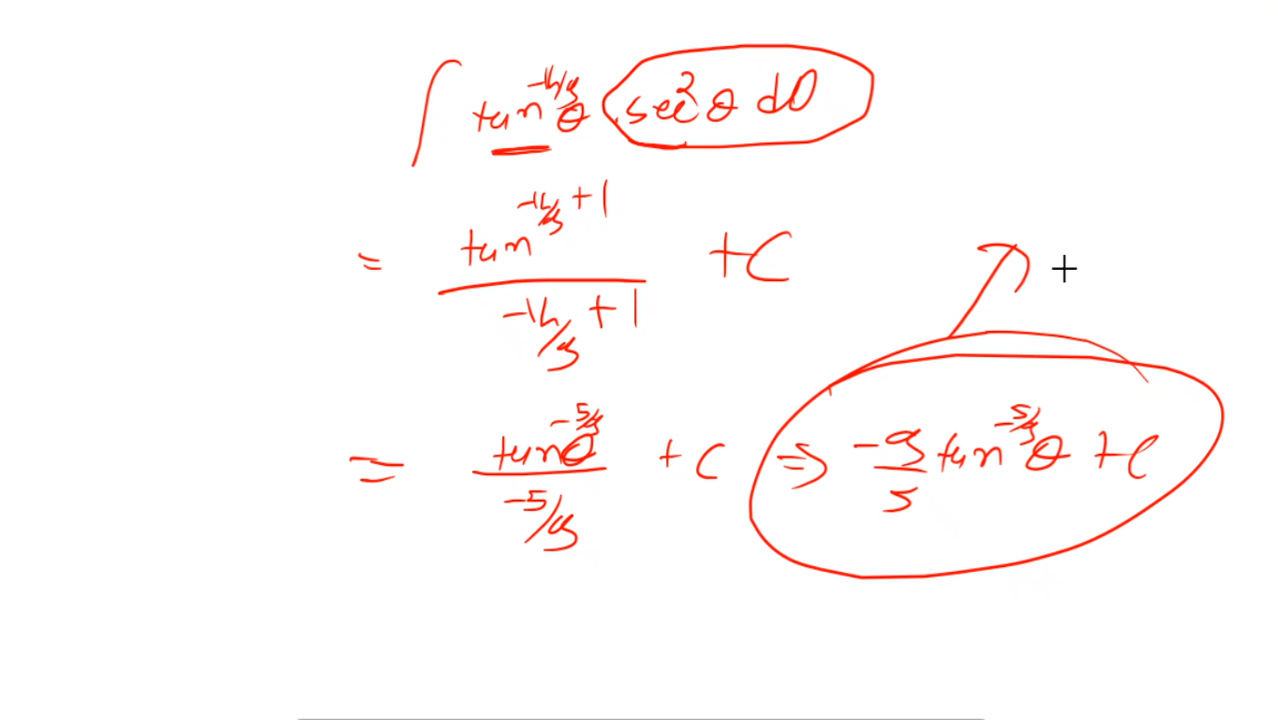 ∫ tan^(-14/9) θ sec² θ dθ
= tan^(-14/9 + 1) / (-14/9 + 1) + C
= tan^(-5/9) θ / (-5/9) + C ⇒ -9/5 tan^(-5/9) θ + C